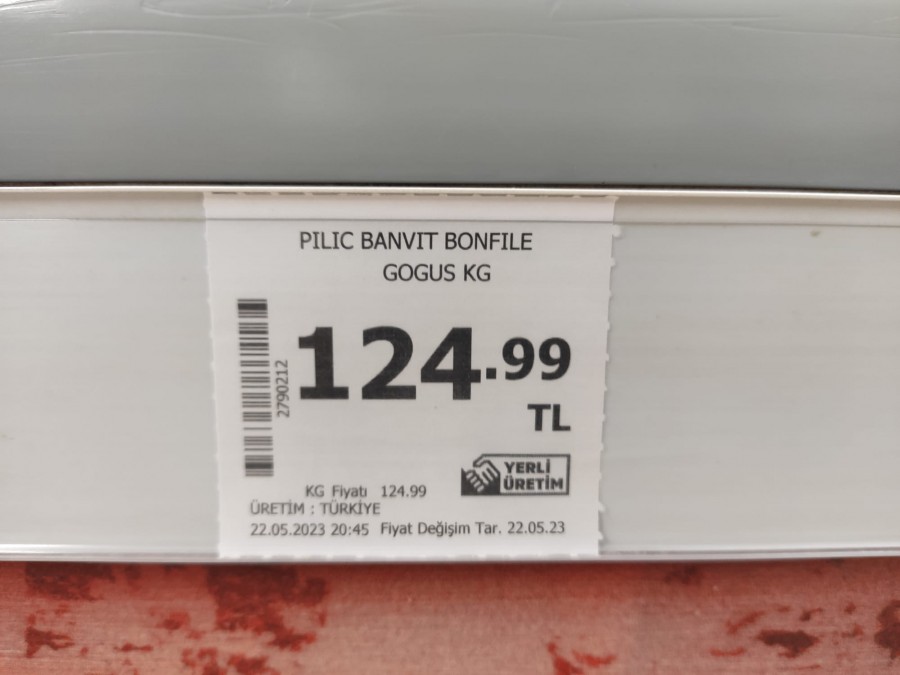 PILIC BANVIT BONFILE
GOGUS KG
124.99
TL
2790212
YERLİ
ÜRETİM
KG Fiyatı 124.99
ÜRETİM : TÜRKİYE
22.05.2023 20:45 Fiyat Değişim Tar. 22.05.23